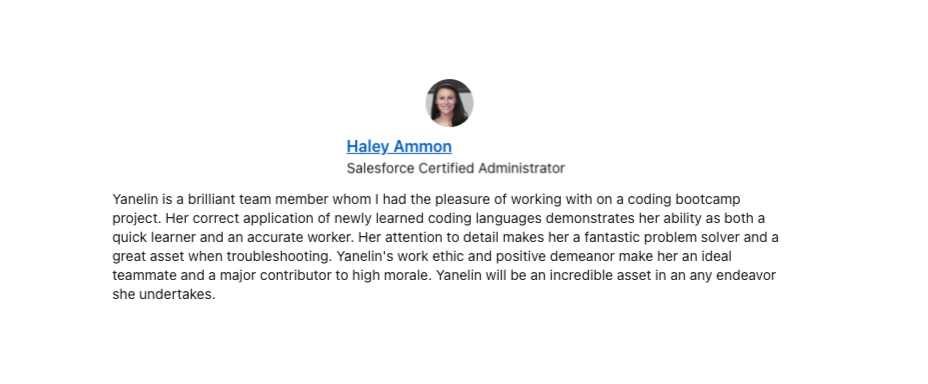 Haley Ammon
Salesforce Certified Administrator
Yanelin is a brilliant team member whom I had the pleasure of working with on a coding bootcamp
project. Her correct application of newly learned coding languages demonstrates her ability as both a
quick learner and an accurate worker. Her attention to detail makes her a fantastic problem solver and a
great asset when troubleshooting. Yanelin's work ethic and positive demeanor make her an ideal
teammate and a major contributor to high morale. Yanelin will be an incredible asset in an any endeavor
she undertakes.